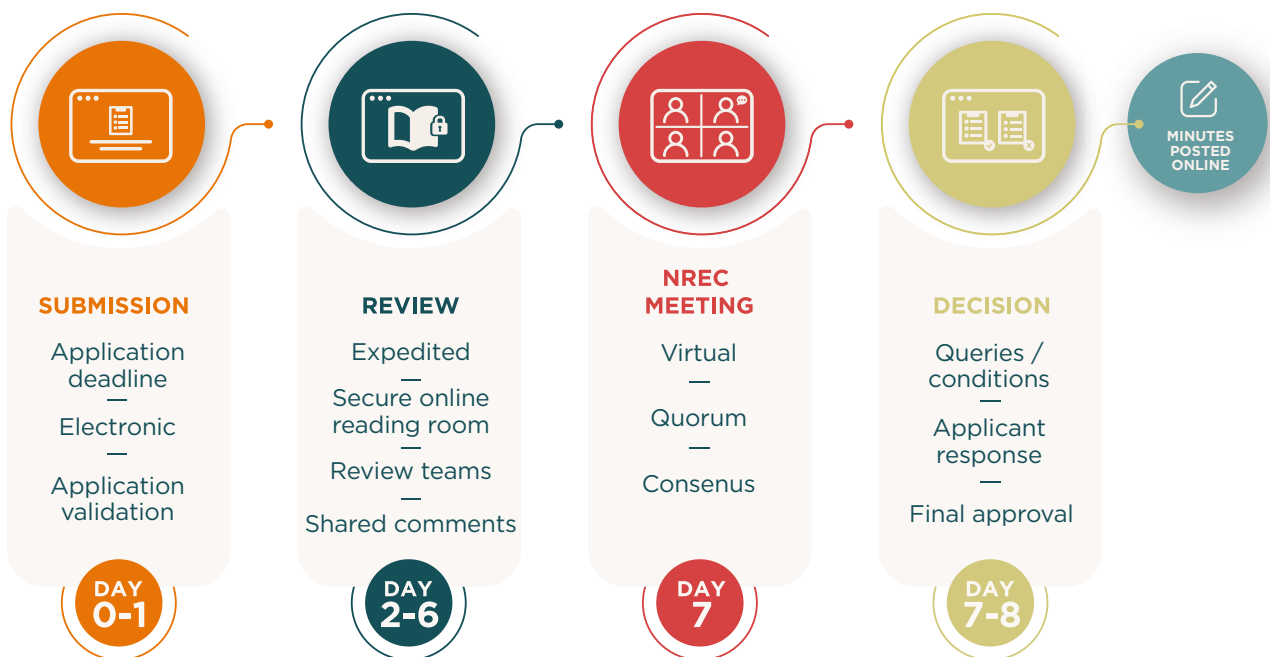 MINUTES
POSTED
ONLINE
SUBMISSION
Application
deadline
Electronic
Application
validation
DAY
0-1
REVIEW
Expedited
Secure online
reading room
Review teams
Shared comments
DAY
2-6
NREC
MEETING
Virtual
Quorum
Consenus
DAY
7
DECISION
Queries /
conditions
Applicant
response
Final approval
DAY
7-8